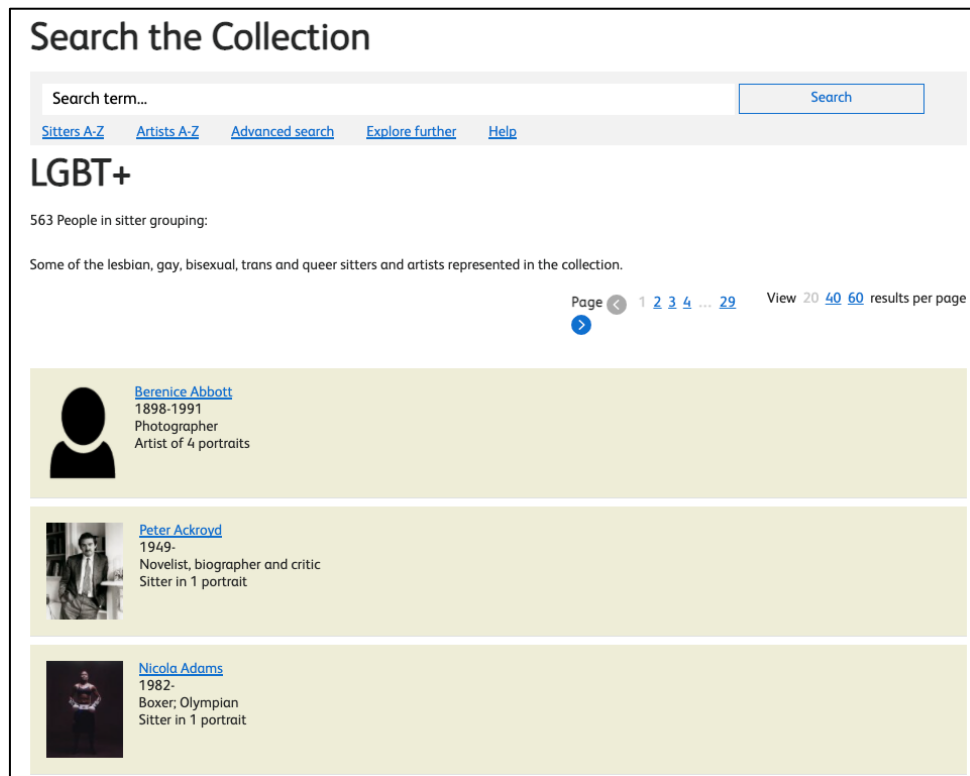 Search the Collection
Search term...
Search
Sitters A-Z Artists A-Z Advanced search Explore further Help
LGBT+
563 People in sitter grouping:
Some of the lesbian, gay, bisexual, trans and queer sitters and artists represented in the collection.
Page 1 2 3 4 ... 29 View 20 40 60 results per page
Berenice Abbott
1898-1991
Photographer
Artist of 4 portraits
Peter Ackroyd
1949-
Novelist, biographer and critic
Sitter in 1 portrait
Nicola Adams
1982-
Boxer; Olympian
Sitter in 1 portrait